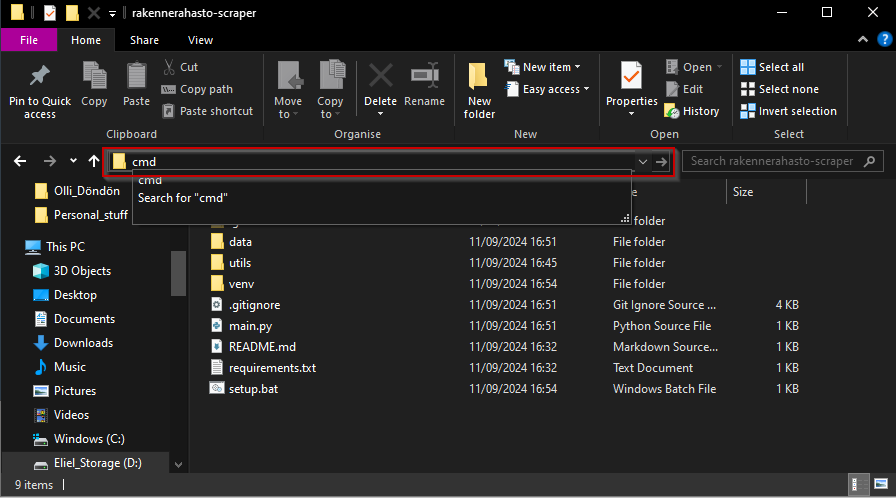 rakennerahasto-scraper
File Home Share View
Pin to Quick access
Copy
Paste
Cut
Copy path
Paste shortcut
Move to
Copy to
Delete
Rename
New folder
New item
Easy access
Properties
Open
Edit
History
Select all
Select none
Invert selection
Clipboard Organise New Open Select
cmd
Search rakennerahasto-scraper
cmd
Search for "cmd"
Size
Olli_Döndön
Personal_stuff
This PC
3D Objects
Desktop
Documents
Downloads
Music
Pictures
Videos
Windows (C:)
Eliel_Storage (D:)
File folder
data 11/09/2024 16:51 File folder
utils 11/09/2024 16:45 File folder
venv 11/09/2024 16:54 File folder
.gitignore 11/09/2024 16:51 Git Ignore Source ... 4 KB
main.py 11/09/2024 16:51 Python Source File 1 KB
README.md 11/09/2024 16:32 Markdown Source... 1 KB
requirements.txt 11/09/2024 16:32 Text Document 1 KB
setup.bat 11/09/2024 16:54 Windows Batch File 1 KB
9 items